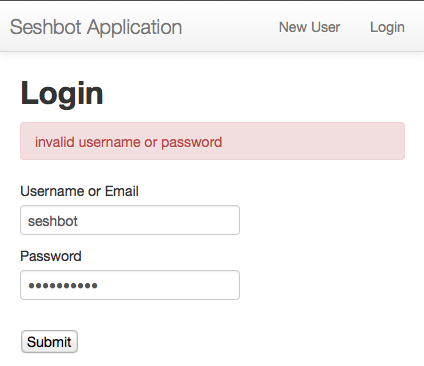 Seshbot Application New User Login
Login
invalid username or password
Username or Email
seshbot
Password
••••••••••
Submit